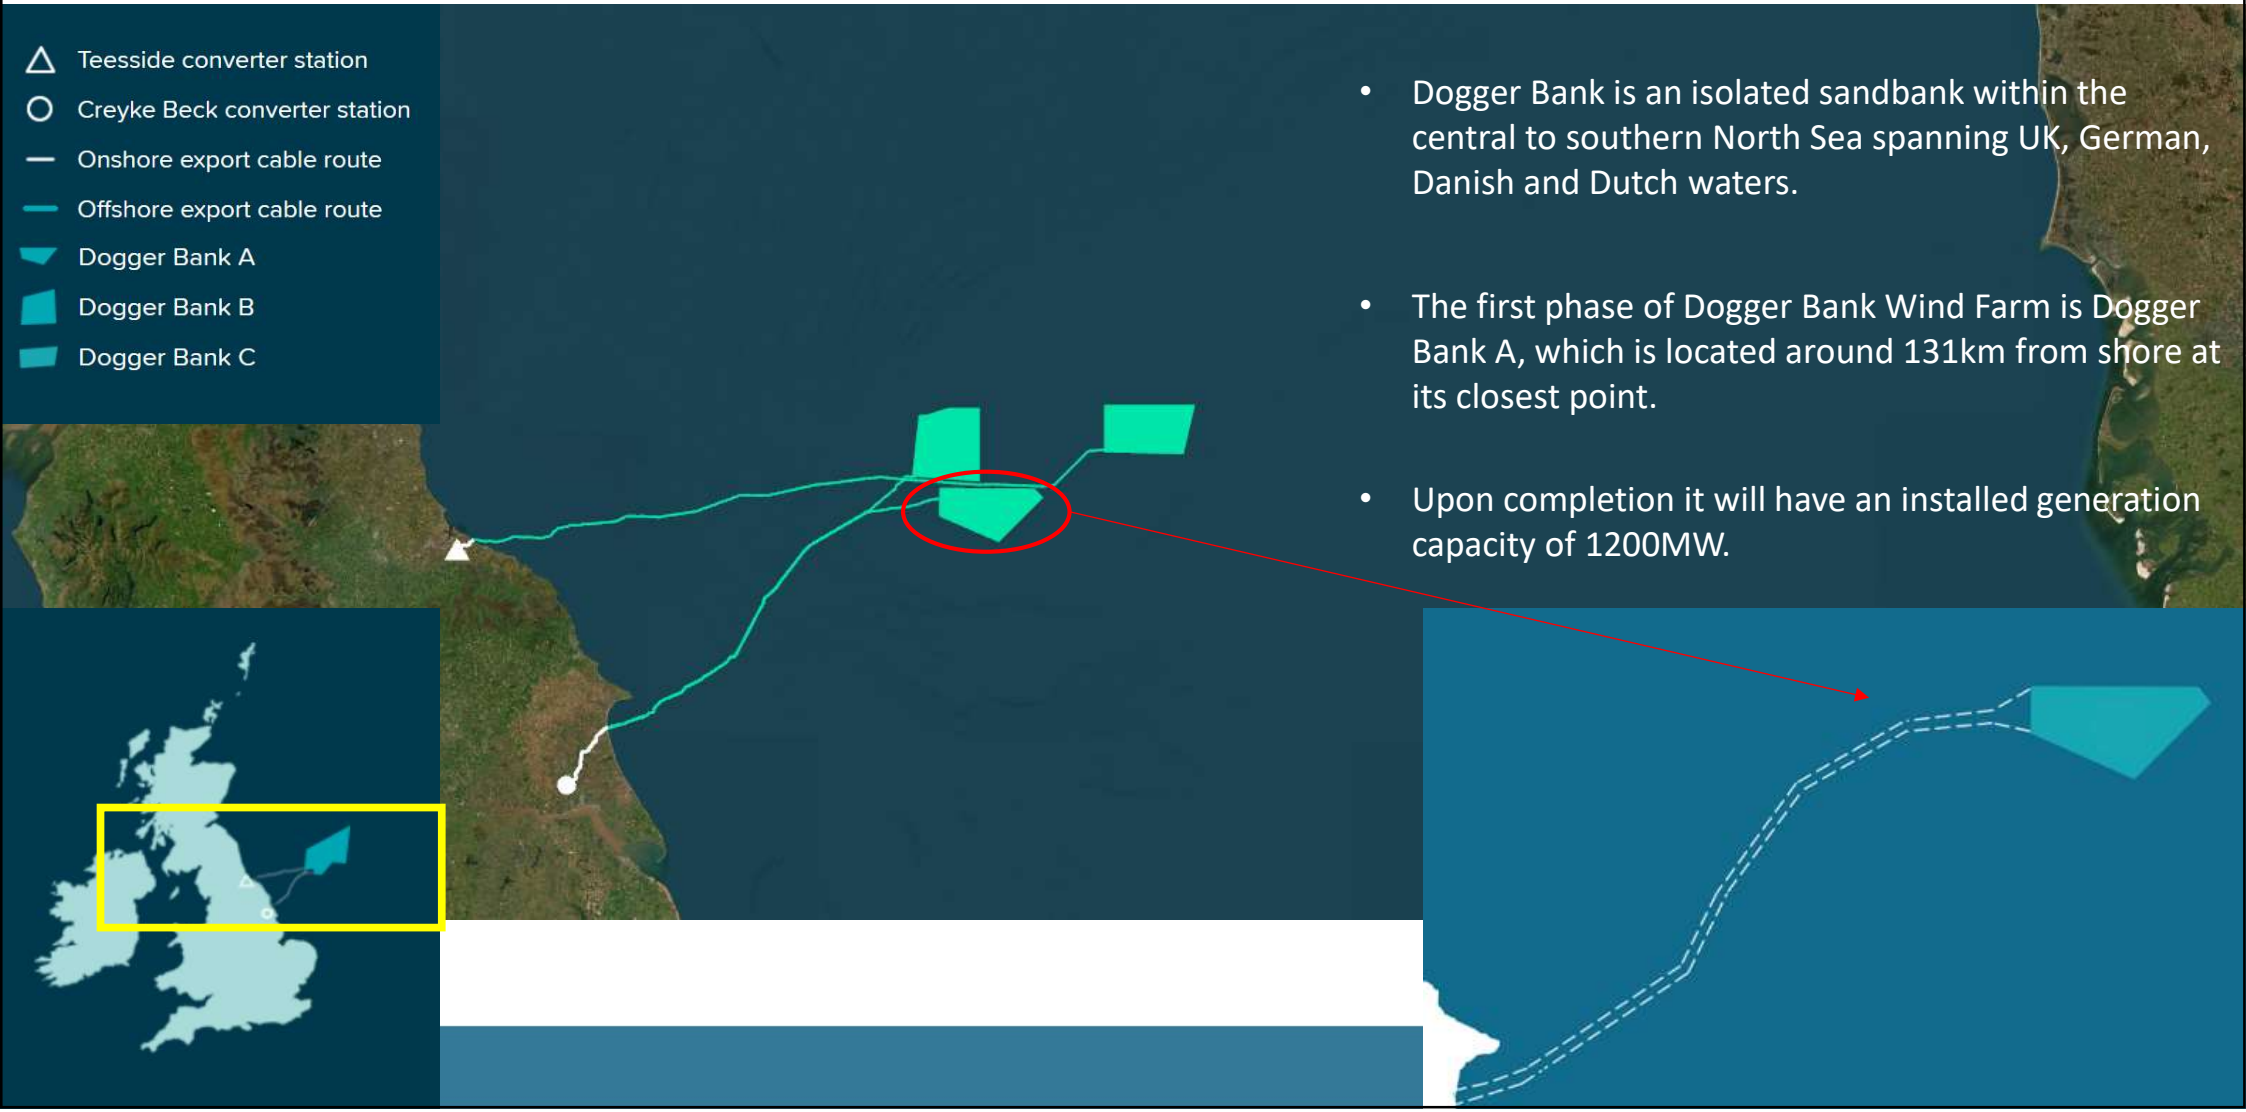 Teesside converter station
Creyke Beck converter station
Onshore export cable route
Offshore export cable route
Dogger Bank A
Dogger Bank B
Dogger Bank C
• Dogger Bank is an isolated sandbank within the
central to southern North Sea spanning UK, German,
Danish and Dutch waters.
• The first phase of Dogger Bank Wind Farm is Dogger
Bank A, which is located around 131km from shore at
its closest point.
• Upon completion it will have an installed generation
capacity of 1200MW.